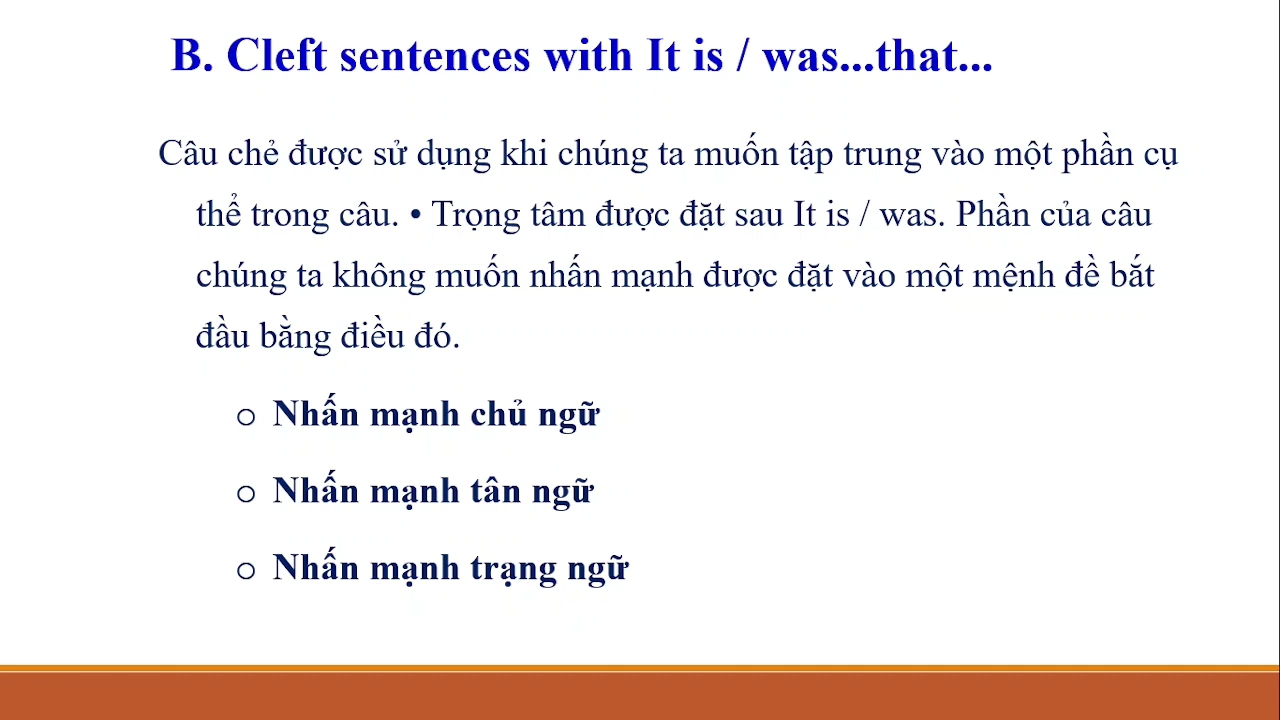 B. Cleft sentences with It is / was...that...
Câu chẻ được sử dụng khi chúng ta muốn tập trung vào một phần cụ
thể trong câu. • Trọng tâm được đặt sau It is / was. Phần của câu
chúng ta không muốn nhấn mạnh được đặt vào một mệnh đề bắt
đầu bằng điều đó.
o Nhấn mạnh chủ ngữ
o Nhấn mạnh tân ngữ
o Nhấn mạnh trạng ngữ